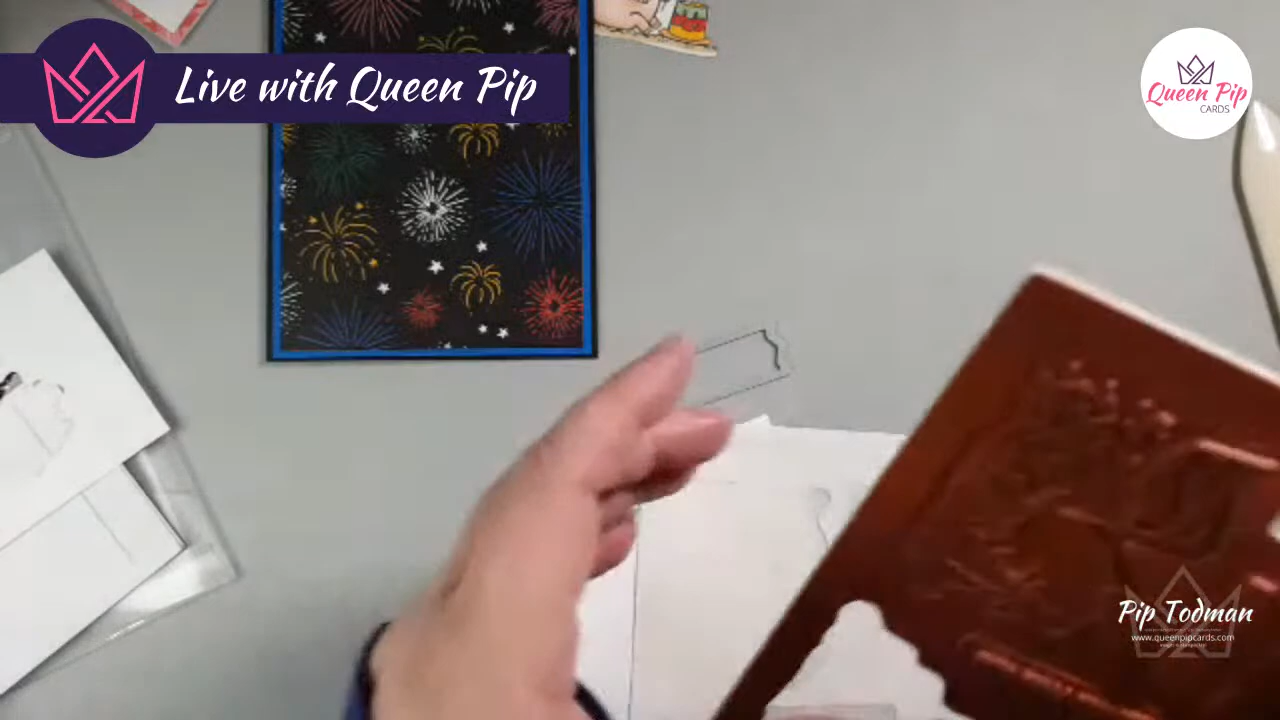 Live with Queen Pip
Queen Pip
CARDS
Pip Todman
www.queenpipcards.com